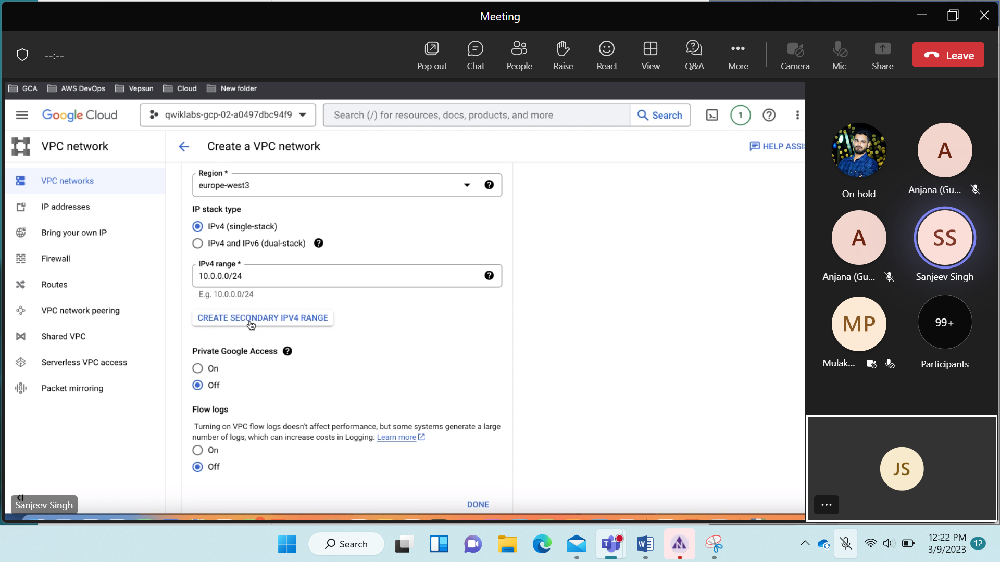 Meeting
--:--
Pop out
Chat
People
Raise
React
View
Q&A
More
Camera
Mic
Share
Leave
GCA
AWS DevOps
Vepsun
Cloud
New folder
Google Cloud
qwiklabs-gcp-02-a0497dbc94f9
Search (/) for resources, docs, products, and more
Search
1
VPC network
Create a VPC network
HELP ASSI
VPC networks
IP addresses
Bring your own IP
Firewall
Routes
VPC network peering
Shared VPC
Serverless VPC access
Packet mirroring
Region *
europe-west3
IP stack type
IPv4 (single-stack)
IPv4 and IPv6 (dual-stack)
IPv4 range *
10.0.0.0/24
E.g. 10.0.0.0/24
CREATE SECONDARY IPV4 RANGE
Private Google Access
On
Off
Flow logs
Turning on VPC flow logs doesn't affect performance, but some systems generate a large
number of logs, which can increase costs in Logging. Learn more
On
Off
DONE
Sanjeev Singh
On hold
A
Anjana (Gu...
A
Anjana (Gu...
SS
Sanjeev Singh
MP
Mulak...
99+
Participants
JS
Search
12:22 PM
3/9/2023
12